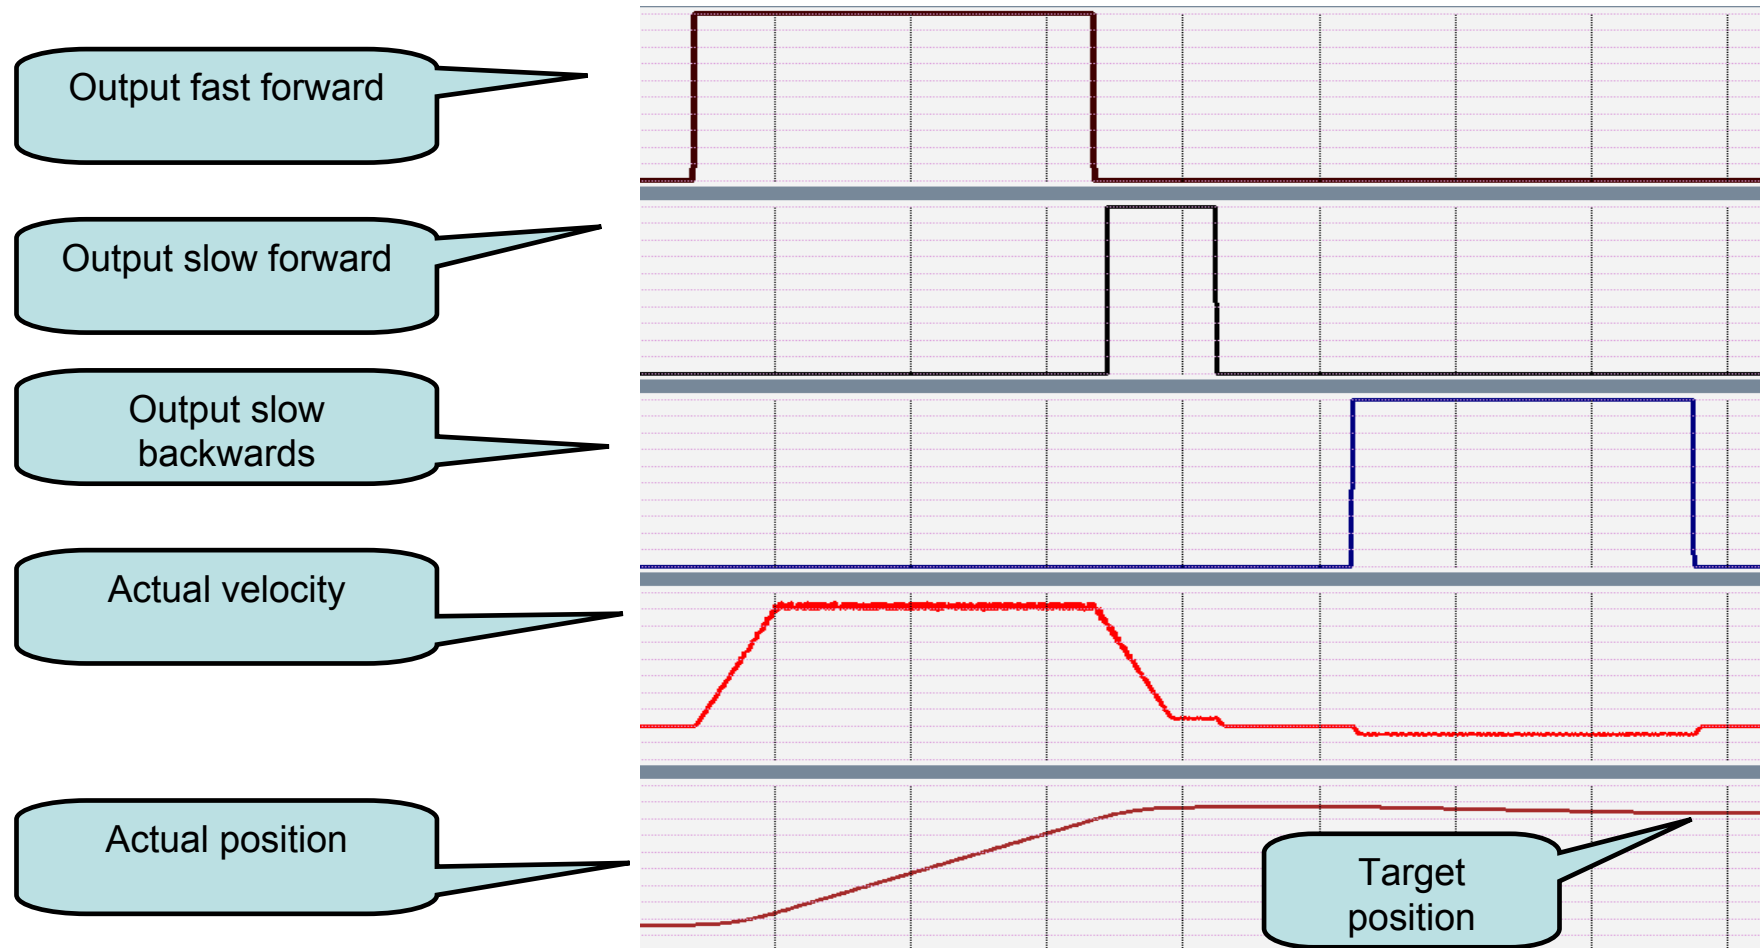 Output fast forward
Output slow forward
Output slow
backwards
Actual velocity
Actual position
Target
position